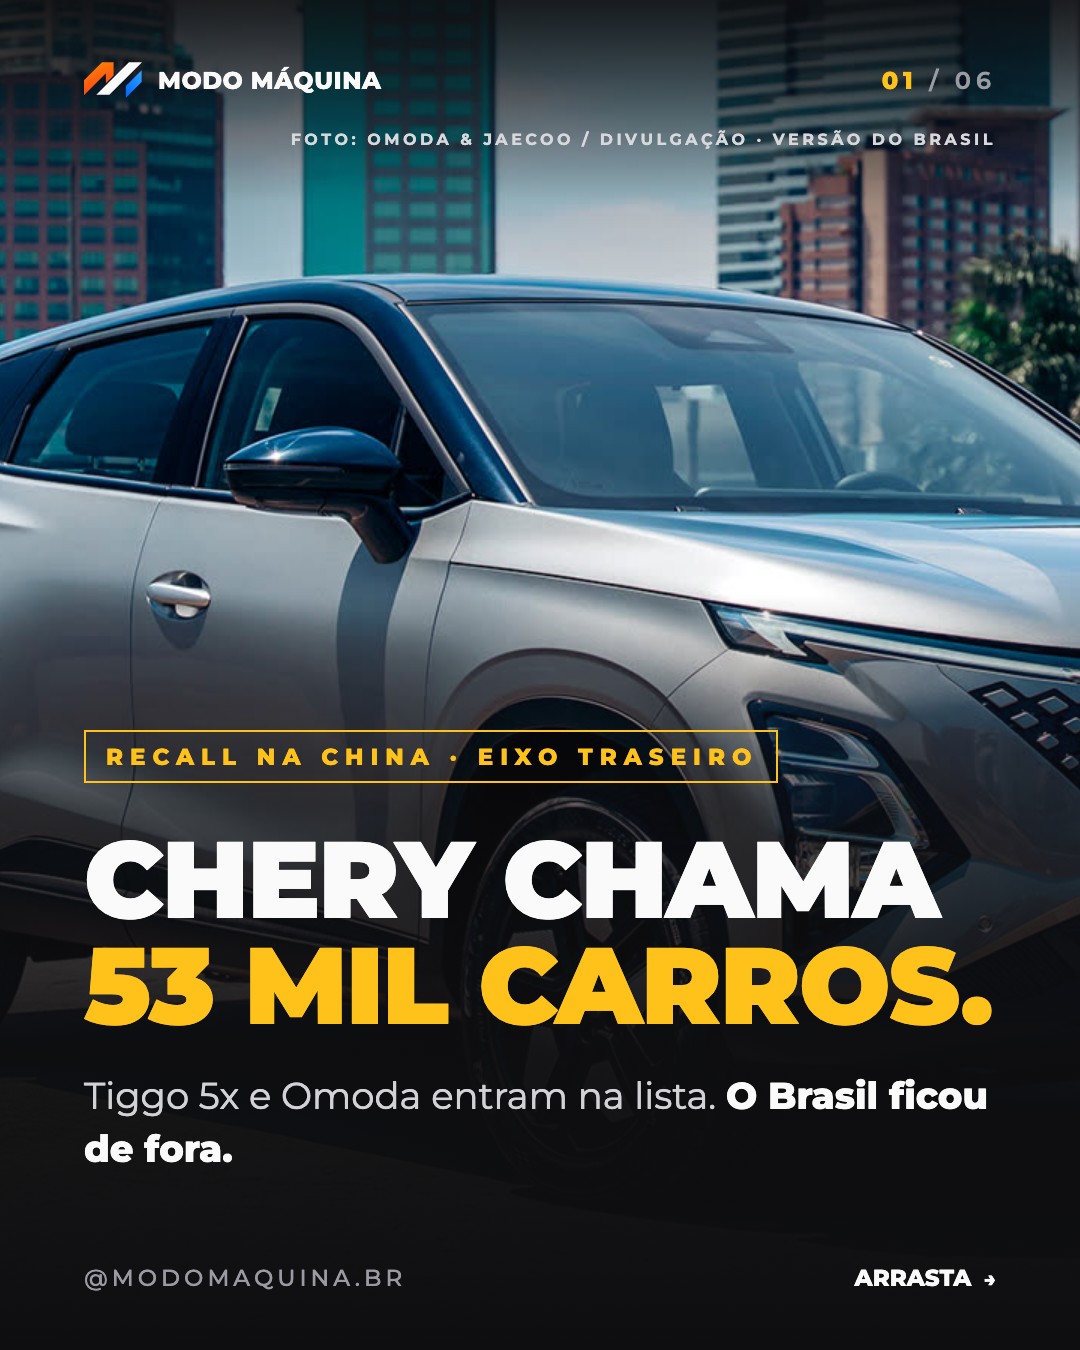 MODO MÁQUINA
01 / 06
FOTO: OMODA & JAECOO / DIVULGAÇÃO · VERSÃO DO BRASIL
RECALL NA CHINA · EIXO TRASEIRO
CHERY CHAMA
53 MIL CARROS.
Tiggo 5x e Omoda entram na lista. O Brasil ficou
de fora.
@MODOMAQUINA.BR
ARRASTA →